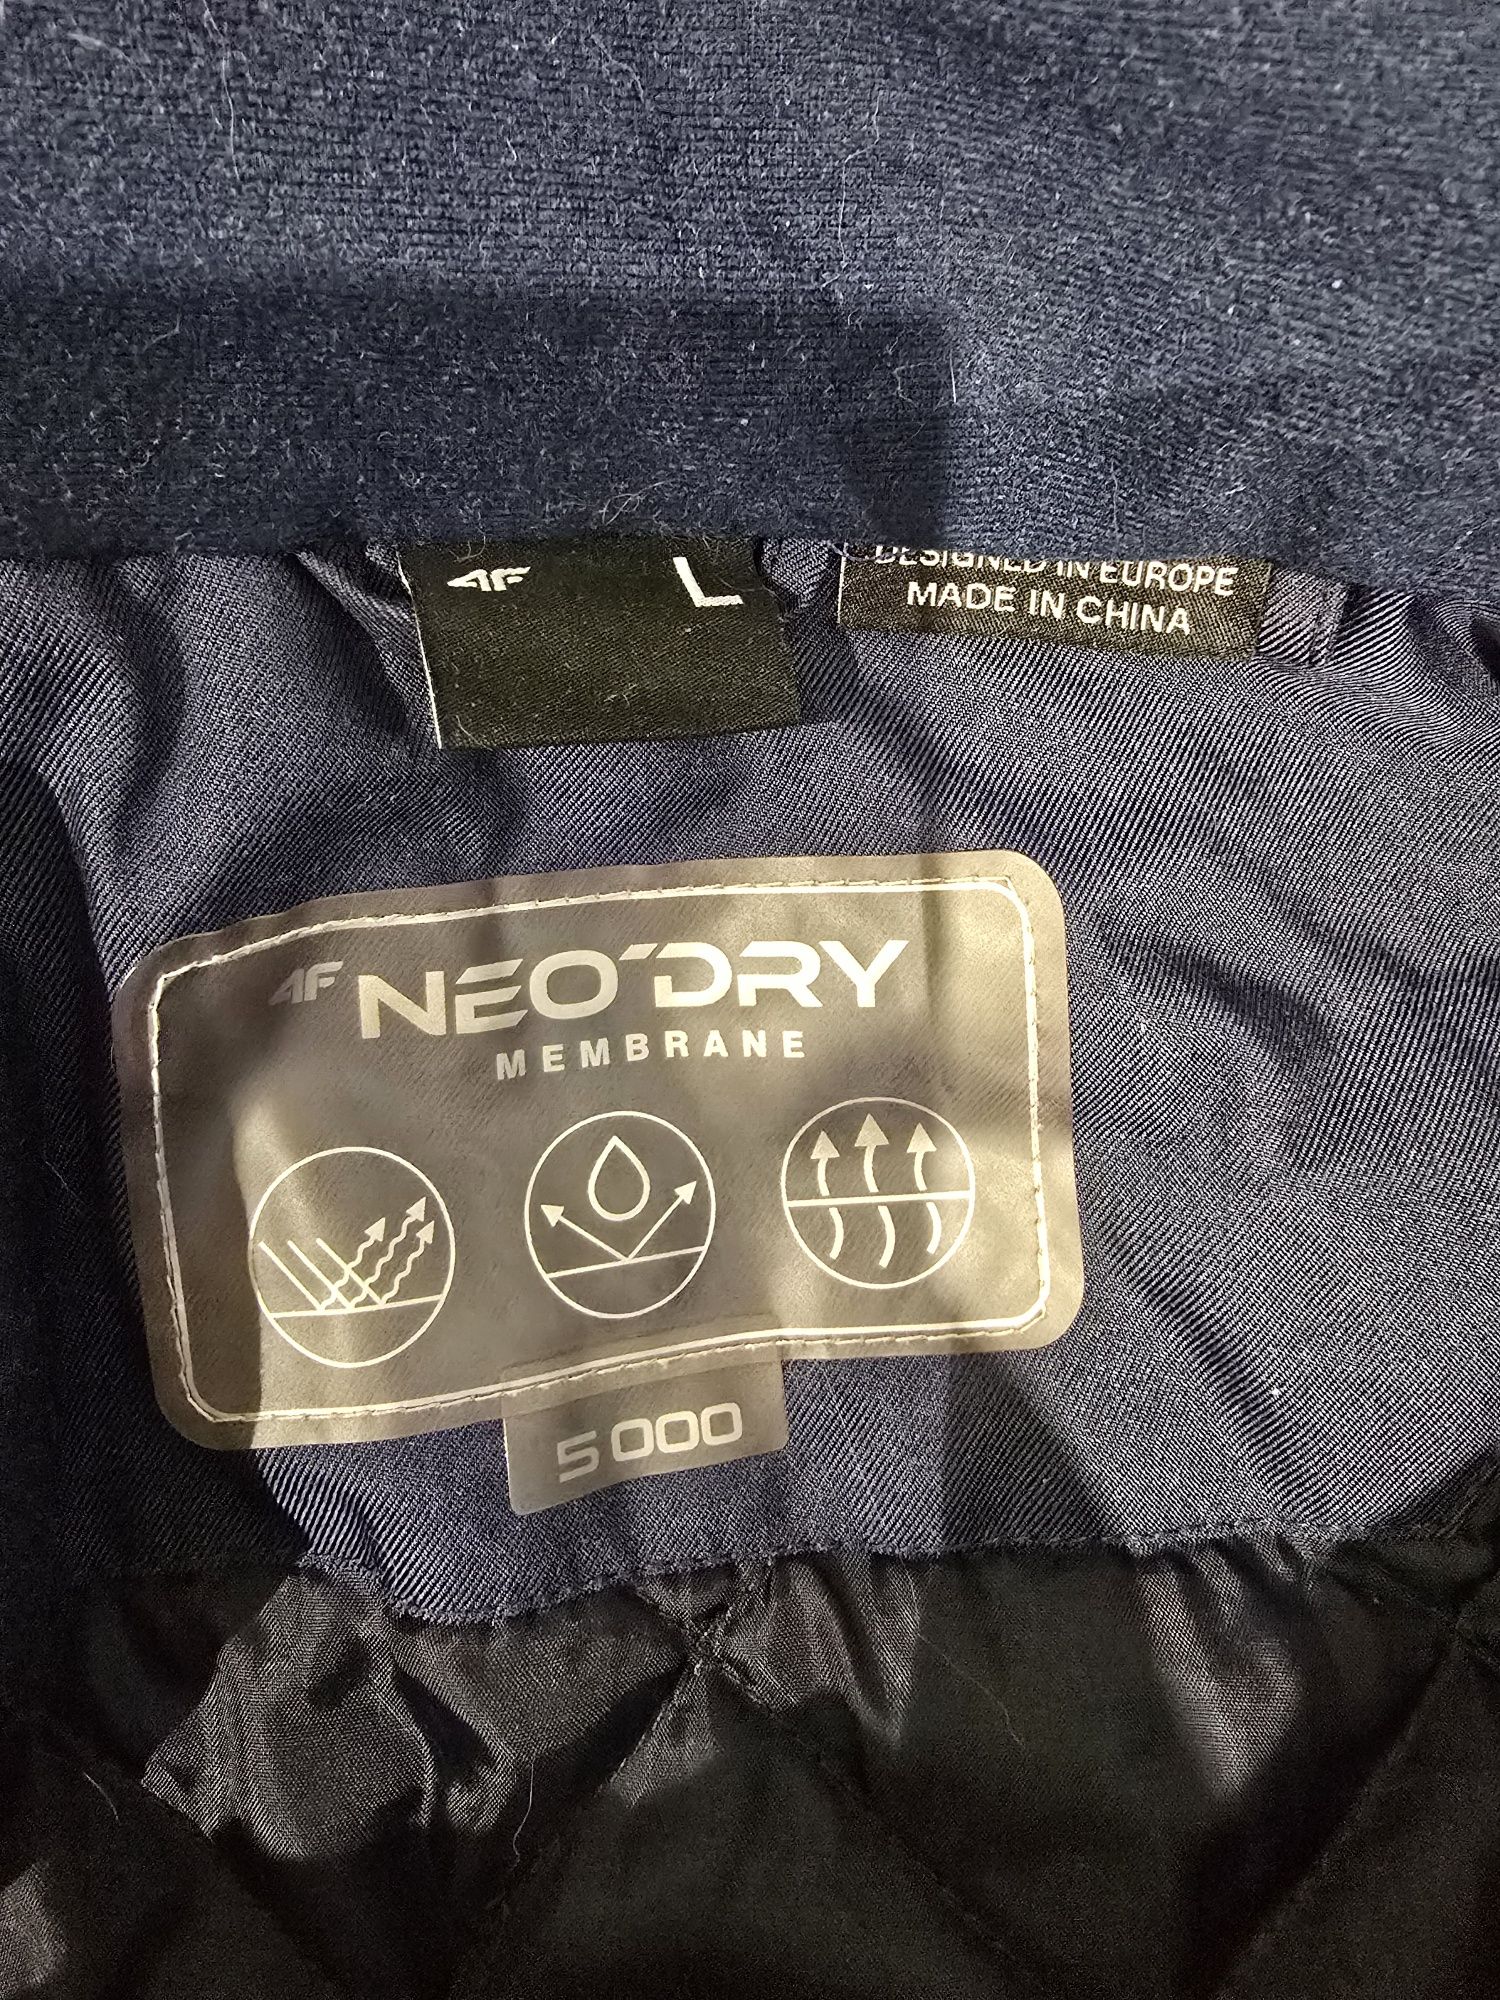 4F L
DESIGNED IN EUROPE
MADE IN CHINA
4F NEO'DRY
MEMBRANE
5 000